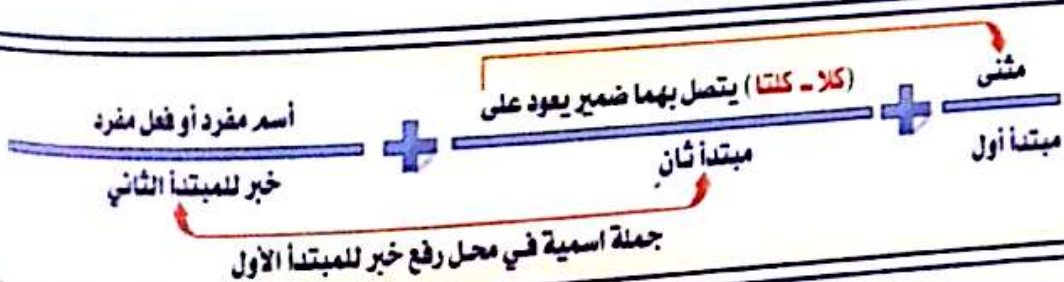 مثنى
مبتدأ أول
+
(كلا - كلتا) يتصل بهما ضمير يعود على
مبتدأ ثانٍ
+
أسم مفرد أو فعل مفرد
خبر للمبتدأ الثاني
جملة اسمية في محل رفع خبر للمبتدأ الأول